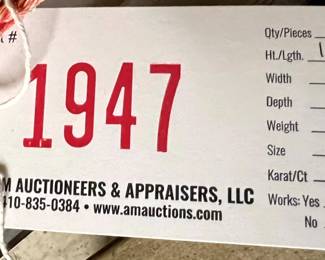 #
1947
M AUCTIONEERS & APPRAISERS, LLC
410-835-0384 • www.amauctions.com
Qty/Pieces
Ht./Lgth.
Width
Depth
Weight
Size
Karat/Ct
Works: Yes
No